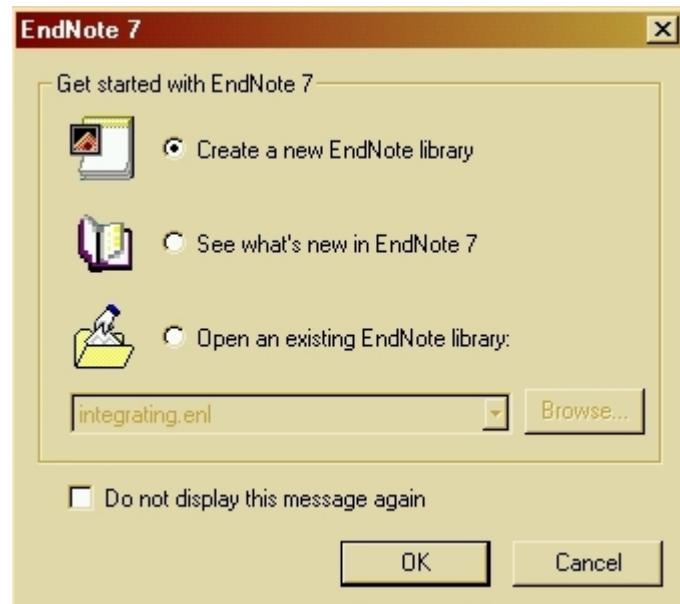 EndNote 7
Get started with EndNote 7
Create a new EndNote library
See what's new in EndNote 7
Open an existing EndNote library:
integrating.enl Browse...
Do not display this message again
OK Cancel